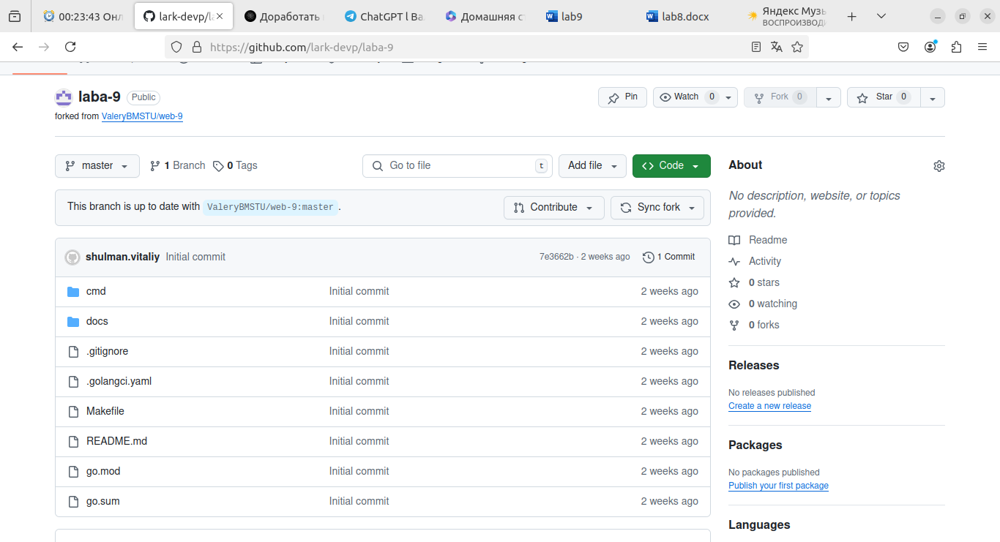 00:23:43 Онл
lark-devp/la
Доработать
ChatGPT | Ba
Домашняя ст
lab9
lab8.docx
Яндекс Музы
ВОСПРОИЗВОДИ
https://github.com/lark-devp/laba-9
laba-9 Public
forked from ValeryBMSTU/web-9
Pin
Watch 0
Fork 0
Star 0
master
1 Branch
0 Tags
Go to file t
Add file
Code
This branch is up to date with ValeryBMSTU/web-9:master .
Contribute
Sync fork
shulman.vitaliy Initial commit 7e3662b · 2 weeks ago 1 Commit
cmd Initial commit 2 weeks ago
docs Initial commit 2 weeks ago
.gitignore Initial commit 2 weeks ago
.golangci.yaml Initial commit 2 weeks ago
Makefile Initial commit 2 weeks ago
README.md Initial commit 2 weeks ago
go.mod Initial commit 2 weeks ago
go.sum Initial commit 2 weeks ago
About
No description, website, or topics
provided.
Readme
Activity
0 stars
0 watching
0 forks
Releases
No releases published
Create a new release
Packages
No packages published
Publish your first package
Languages